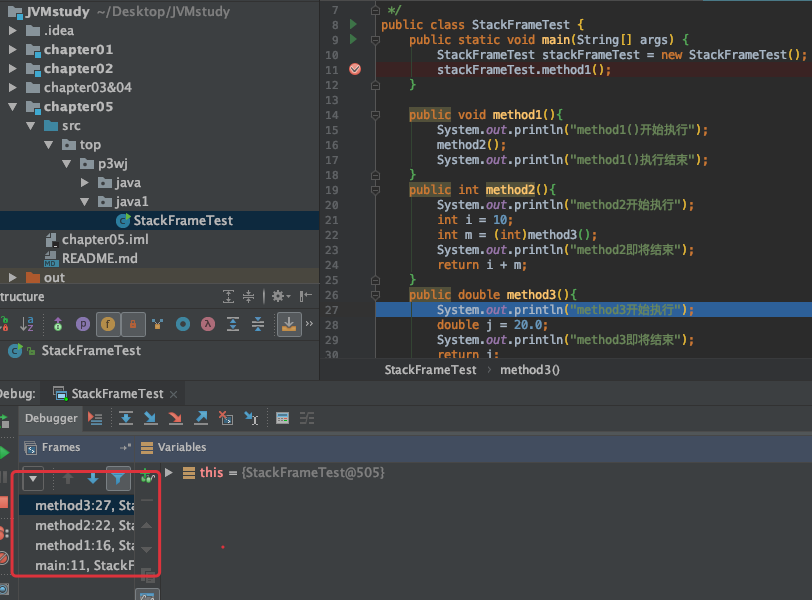 JVMstudy ~/Desktop/JVMstudy
.idea
chapter01
chapter02
chapter03&04
chapter05
src
top
p3wj
java
java1
StackFrameTest
chapter05.iml
README.md
out
tructure
StackFrameTest
7 */
8 public class StackFrameTest {
9 public static void main(String[] args) {
10 StackFrameTest stackFrameTest = new StackFrameTest();
11 stackFrameTest.method1();
12 }
13
14 public void method1(){
15 System.out.println("method1()开始执行");
16 method2();
17 System.out.println("method1()执行结束");
18 }
19 public int method2(){
20 System.out.println("method2开始执行");
21 int i = 10;
22 int m = (int)method3();
23 System.out.println("method2即将结束");
24 return i + m;
25 }
26 public double method3(){
27 System.out.println("method3开始执行");
28 double j = 20.0;
29 System.out.println("method3即将结束");
30 return j;
StackFrameTest › method3()
Debug: StackFrameTest ×
Debugger
Frames
Variables
this = {StackFrameTest@505}
method3:27, Sta
method2:22, Sta
method1:16, Sta
main:11, StackF